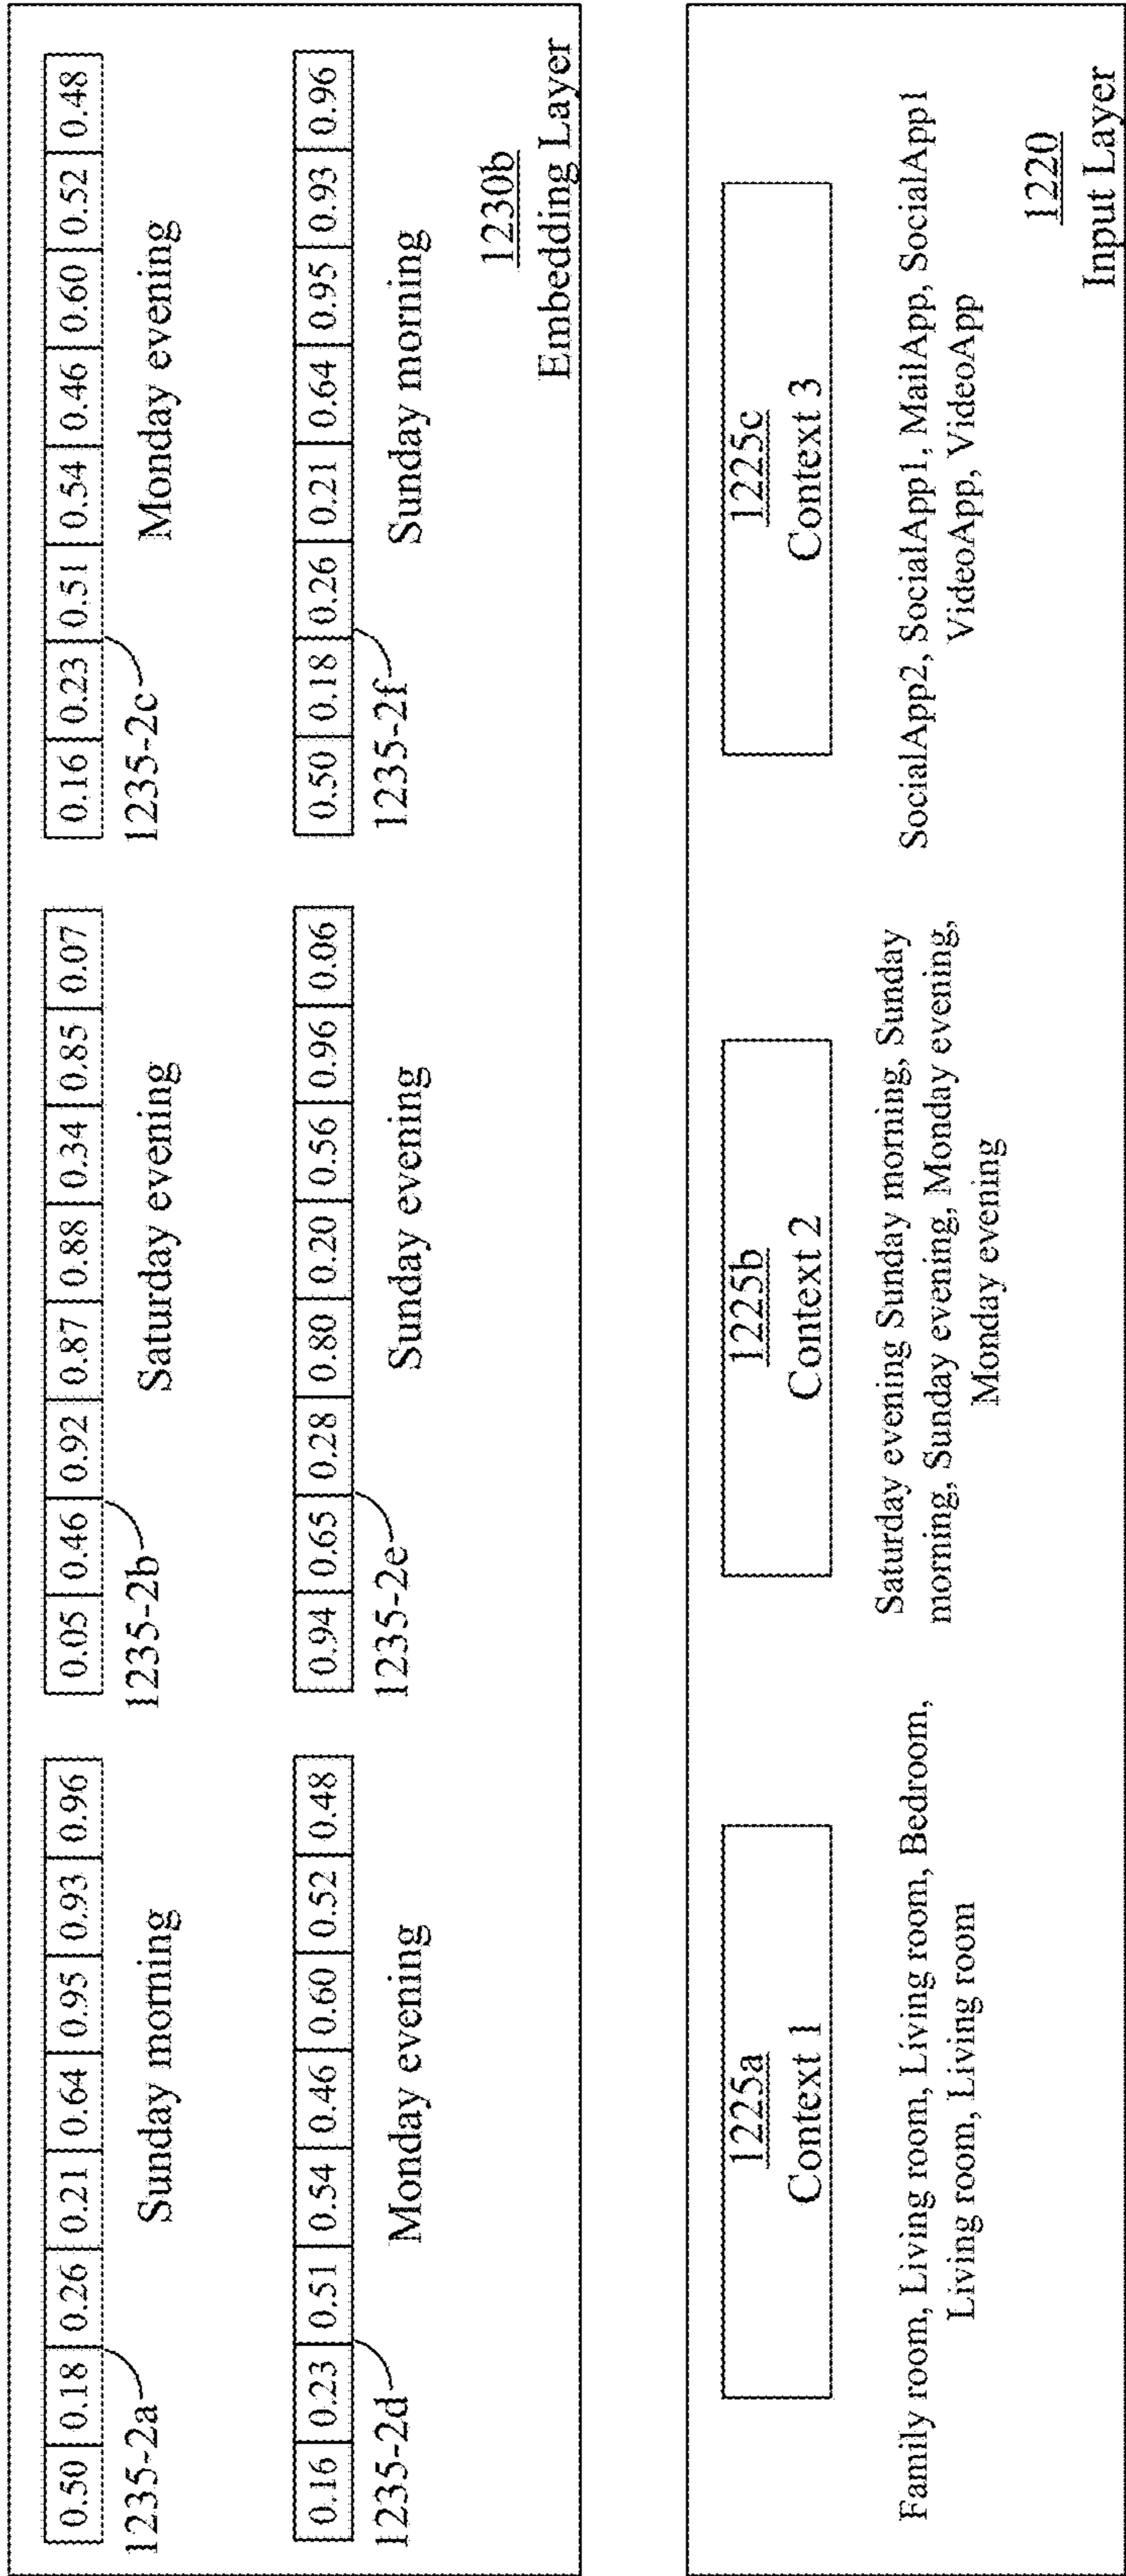 0.50 0.18 0.26 0.21 0.64 0.95 0.93 0.96
1235-2a
Sunday morning
0.05 0.46 0.92 0.87 0.88 0.34 0.85 0.07
1235-2b
Saturday evening
0.16 0.23 0.51 0.54 0.46 0.60 0.52 0.48
1235-2c
Monday evening
0.16 0.23 0.51 0.54 0.46 0.60 0.52 0.48
1235-2d
Monday evening
0.94 0.65 0.28 0.80 0.20 0.56 0.96 0.06
1235-2e
Sunday evening
0.50 0.18 0.26 0.21 0.64 0.95 0.93 0.96
1235-2f
Sunday morning
1230b
Embedding Layer
1225a
Context 1
Family room, Living room, Living room, Bedroom,
Living room, Living room
1225b
Context 2
Saturday evening Sunday morning, Sunday
morning, Sunday evening, Monday evening,
Monday evening
1225c
Context 3
SocialApp2, SocialApp1, MailApp, SocialApp1
VideoApp, VideoApp
1220
Input Layer